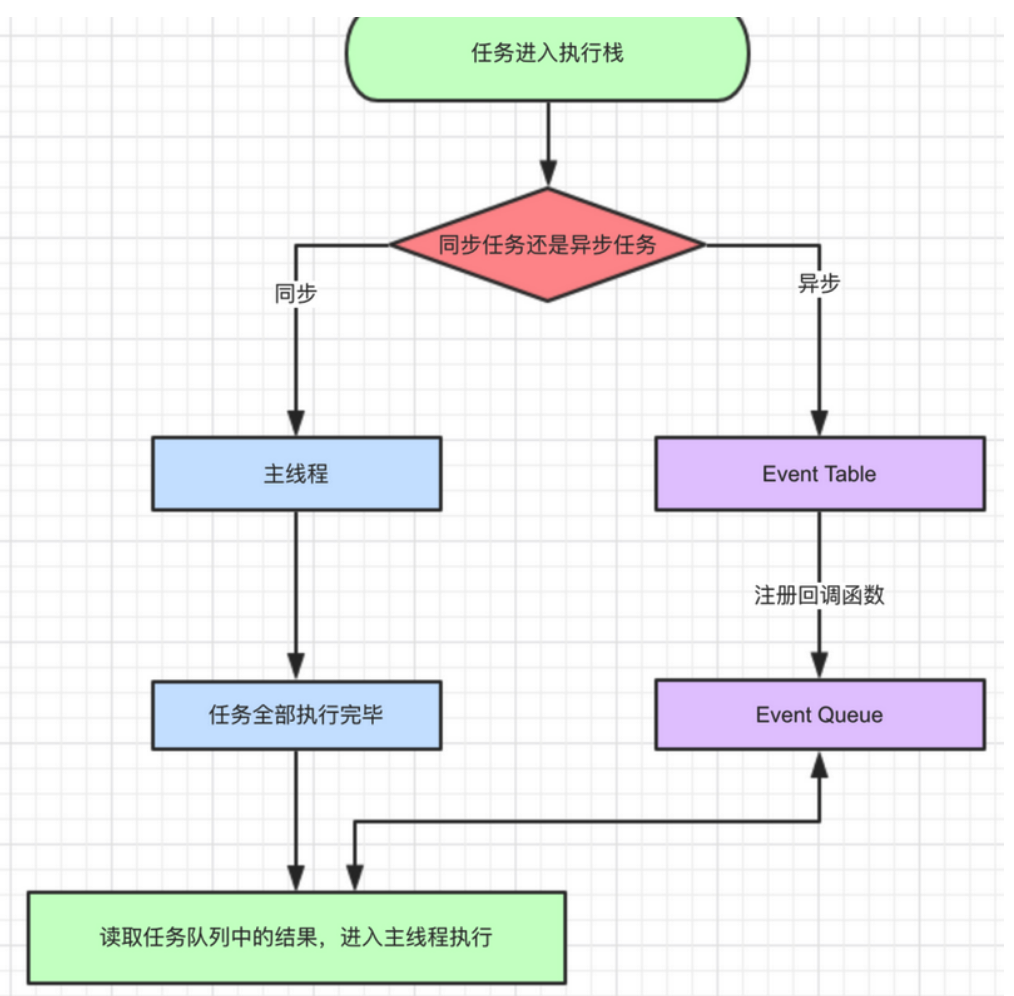 任务进入执行栈
同步任务还是异步任务
同步
异步
主线程
Event Table
注册回调函数
任务全部执行完毕
Event Queue
读取任务队列中的结果，进入主线程执行